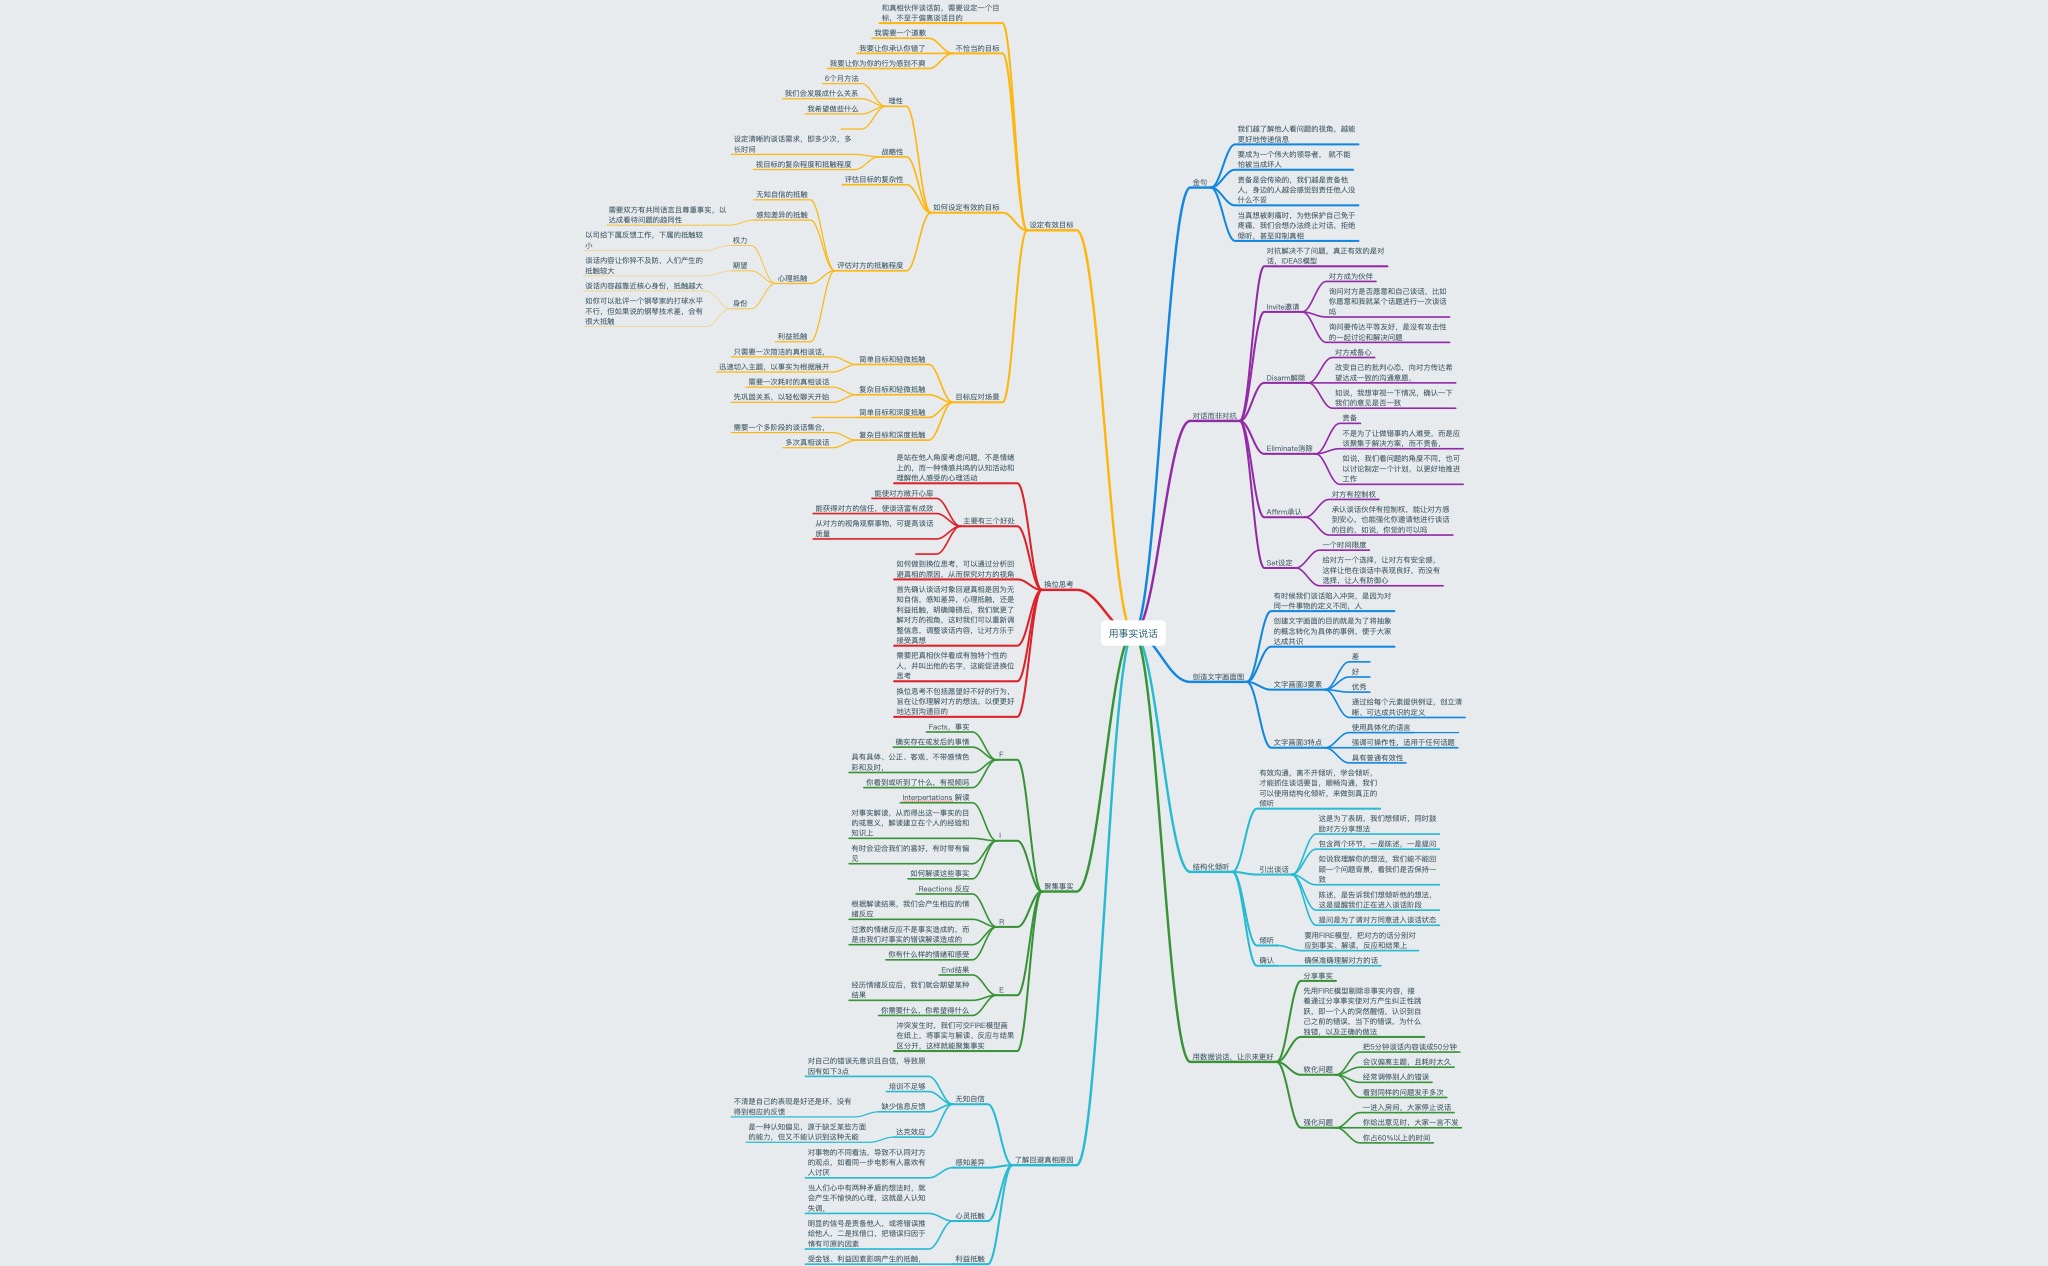 用事实说话
金句
我们越了解他人看问题的视角，越能
更好地传递信息
要成为一个伟大的领导者， 就不能
怕被当成坏人
责备是会传染的，我们越是责备他
人，身边的人越会感觉到责任他人没
什么不妥
当真想被刺痛时，为他保护自己免于
疼痛，我们会想办法终止对话，拒绝
倾听，甚至抑制真相
对话而非对抗
对抗解决不了问题，真正有效的是对
话，IDEAS模型
Invite邀请
对方成为伙伴
询问对方是否愿意和自己谈话，比如
你愿意和我就某个话题进行一次谈话
吗
询问要传达平等友好，是没有攻击性
的一起讨论和解决问题
Disarm解除
对方戒备心
改变自己的批判心态，向对方传达希
望达成一致的沟通意愿，
如说，我想审视一下情况，确认一下
我们的意见是否一致
Eliminate消除
责备
不是为了让做错事的人难受，而是应
该聚集于解决方案，而不责备，
如说，我们看问题的角度不同，也可
以讨论制定一个计划，以更好地推进
工作
Affirm承认
对方有控制权
承认谈话伙伴有控制权，能让对方感
到安心、也能强化你邀请他进行谈话
的目的，如说，你觉的可以吗
Set设定
一个时间限度
给对方一个选择，让对方有安全感，
这样让他在谈话中表现良好，而没有
选择，让人有防御心
创造文字画面图
有时候我们谈话陷入冲突，是因为对
同一件事物的定义不同，人
创建文字画面的目的就是为了将抽象
的概念转化为具体的事例，便于大家
达成共识
文字画面3要素
差
好
优秀
通过给每个元素提供例证，创立清
晰、可达成共识的定义
文字画面3特点
使用具体化的语言
强调可操作性，适用于任何话题
具有普通有效性
结构化倾听
有效沟通，离不开倾听，学会倾听，
才能抓住谈话要旨，顺畅沟通，我们
可以使用结构化倾听，来做到真正的
倾听
引出谈话
这是为了表明，我们想倾听，同时鼓
励对方分享想法
包含两个环节，一是陈述，一是提问
如说我理解你的想法，我们能不能回
顾一个问题背景，看我们是否保持一
致
陈述，是告诉我们想倾听他的想法，
这是提醒我们正在进入谈话阶段
提问是为了请对方同意进入谈话状态
倾听
要用FIRE模型，把对方的话分别对
应到事实、解读，反应和结果上
确认
确保准确理解对方的话
用数据说话，让示来更好
分享事实
先用FIRE模型剔除非事实内容，接
着通过分享事实使对方产生纠正性跳
跃，即一个人的突然醒悟，认识到自
己之前的错误，当下的错误，为什么
独错，以及正确的做法
软化问题
把5分钟谈话内容谈成50分钟
会议偏离主题，且耗时太久
经常调停别人的错误
看到同样的问题发手多次
强化问题
一进入房间，大家停止说话
你给出意见时，大家一言不发
你占60%以上的时间
设定有效目标
和真相伙伴谈话前，需要设定一个目
标，不至于偏离谈话目的
不恰当的目标
我需要一个道歉
我要让你承认你错了
我要让你为你的行为感到不爽
如何设定有效的目标
理性
6个月方法
我们会发展成什么关系
我希望做些什么
战略性
设定清晰的谈话需求，即多少次，多
长时间
视目标的复杂程度和抵触程度
评估目标的复杂性
评估对方的抵触程度
无知自信的抵触
感知差异的抵触
需要双方有共同语言且尊重事实，以
达成看待问题的趋同性
心理抵触
权力
以司给下属反馈工作，下属的抵触较
小
期望
谈话内容让你猝不及防，人们产生的
抵触较大
身份
谈话内容越靠近核心身份，抵触越大
如你可以批评一个钢琴家的打球水平
不行，但如果说的钢琴技术差，会有
很大抵触
利益抵触
目标应对场景
简单目标和轻微抵触
只需要一次简洁的真相谈话，
迅速切入主题，以事实为根据展开
复杂目标和轻微抵触
需要一次耗时的真相谈话
先巩固关系，以轻松聊天开始
简单目标和深度抵触
复杂目标和深度抵触
需要一个多阶段的谈话集合，
多次真相谈话
换位思考
是站在他人角度考虑问题，不是情绪
上的，而一种情感共鸣的认知活动和
理解他人感受的心理活动
主要有三个好处
能使对方敞开心扉
能获得对方的信任，使谈话富有成效
从对方的视角观察事物，可提高谈话
质量
如何做到换位思考，可以通过分析回
避真相的原因，从而探究对方的视角
首先确认谈话对象回避真相是因为无
知自信，感知差异，心理抵触，还是
利益抵触，明确障碍后，我们就更了
解对方的视角，这时我们可以重新调
整信息，调整谈话内容，让对方乐于
接受真想
需要把真相伙伴看成有独特个性的
人，并叫出他的名字，这能促进换位
思考
换位思考不包括愿望好不好的行为，
旨在让你理解对方的想法，以便更好
地达到沟通目的
聚集事实
F
Facts，事实
确实存在或发后的事情
具有具体、公正、客观、不带感情色
彩和及时，
你看到或听到了什么，有视频吗
I
Interpertations 解读
对事实解读，从而得出这一事实的目
的或意义，解读建立在个人的经验和
知识上
有时会迎合我们的喜好，有时带有偏
见
如何解读这些事实
R
Reactions 反应
根据解读结果，我们会产生相应的情
绪反应
过激的情绪反应不是事实造成的，而
是由我们对事实的错误解读造成的
你有什么样的情绪和感受
E
End结果
经历情绪反应后，我们就会期望某种
结果
你需要什么，你希望得什么
冲突发生时，我们可交FIRE模型画
在纸上，将事实与解读、反应与结果
区分开，这样就能聚集事实
了解回避真相原因
无知自信
对自己的错误无意识且自信，导致原
因有如下3点
培训不足够
缺少信息反馈
不清楚自己的表现是好还是坏，没有
得到相应的反馈
达克效应
是一种认知偏见，源于缺乏某些方面
的能力，但又不能认识到这种无能
感知差异
对事物的不同看法，导致不认同对方
的观点，如看同一步电影有人喜欢有
人讨厌
心灵抵触
当人们心中有两种矛盾的想法时，就
会产生不愉快的心理，这就是人认知
失调，
明显的信号是责备他人，或将错误推
给他人，二是找借口，把错误归因于
情有可原的因素
利益抵触
受金钱、利益因素影响产生的抵触，